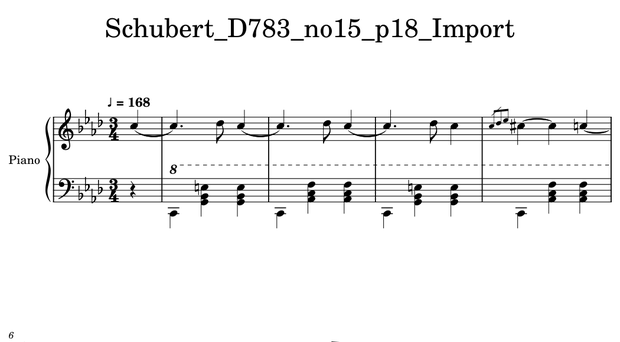 Schubert_D783_no15_p18_Import
♩ = 168
Piano
8
6